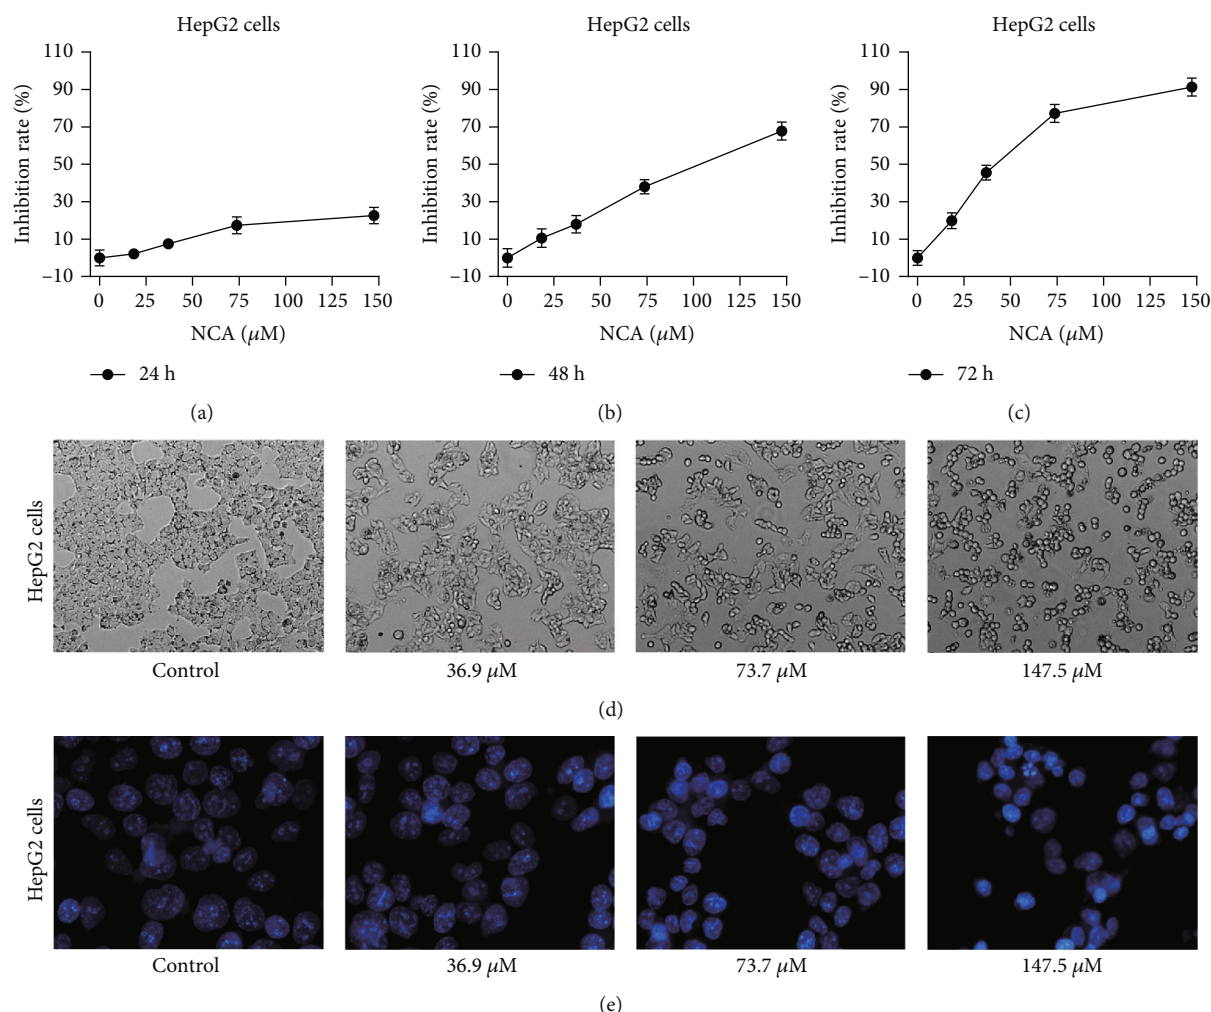 HepG2 cells
110
90
70
50
30
10
–10
Inhibition rate (%)
0 25 50 75 100 125 150
NCA (μM)
24 h
(a)
HepG2 cells
110
90
70
50
30
10
–10
Inhibition rate (%)
0 25 50 75 100 125 150
NCA (μM)
48 h
(b)
HepG2 cells
110
90
70
50
30
10
–10
Inhibition rate (%)
0 25 50 75 100 125 150
NCA (μM)
72 h
(c)
HepG2 cells
Control 36.9 μM 73.7 μM 147.5 μM
(d)
HepG2 cells
Control 36.9 μM 73.7 μM 147.5 μM
(e)